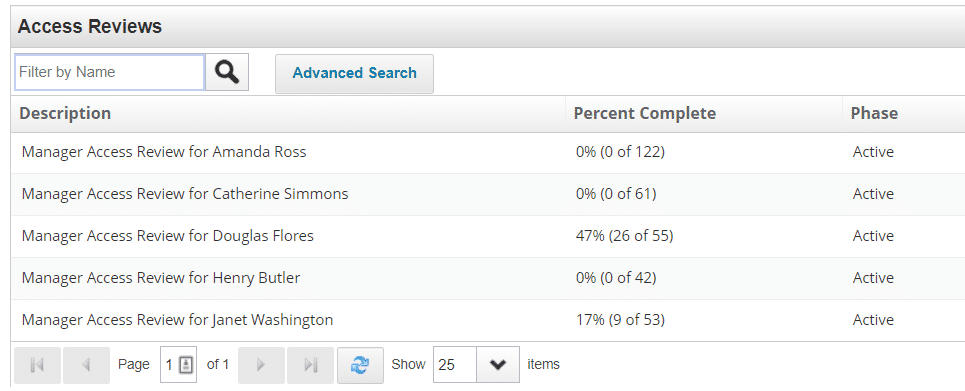 Access Reviews
Filter by Name
Advanced Search
Description Percent Complete Phase
Manager Access Review for Amanda Ross 0% (0 of 122) Active
Manager Access Review for Catherine Simmons 0% (0 of 61) Active
Manager Access Review for Douglas Flores 47% (26 of 55) Active
Manager Access Review for Henry Butler 0% (0 of 42) Active
Manager Access Review for Janet Washington 17% (9 of 53) Active
Page 1 of 1 Show 25 items